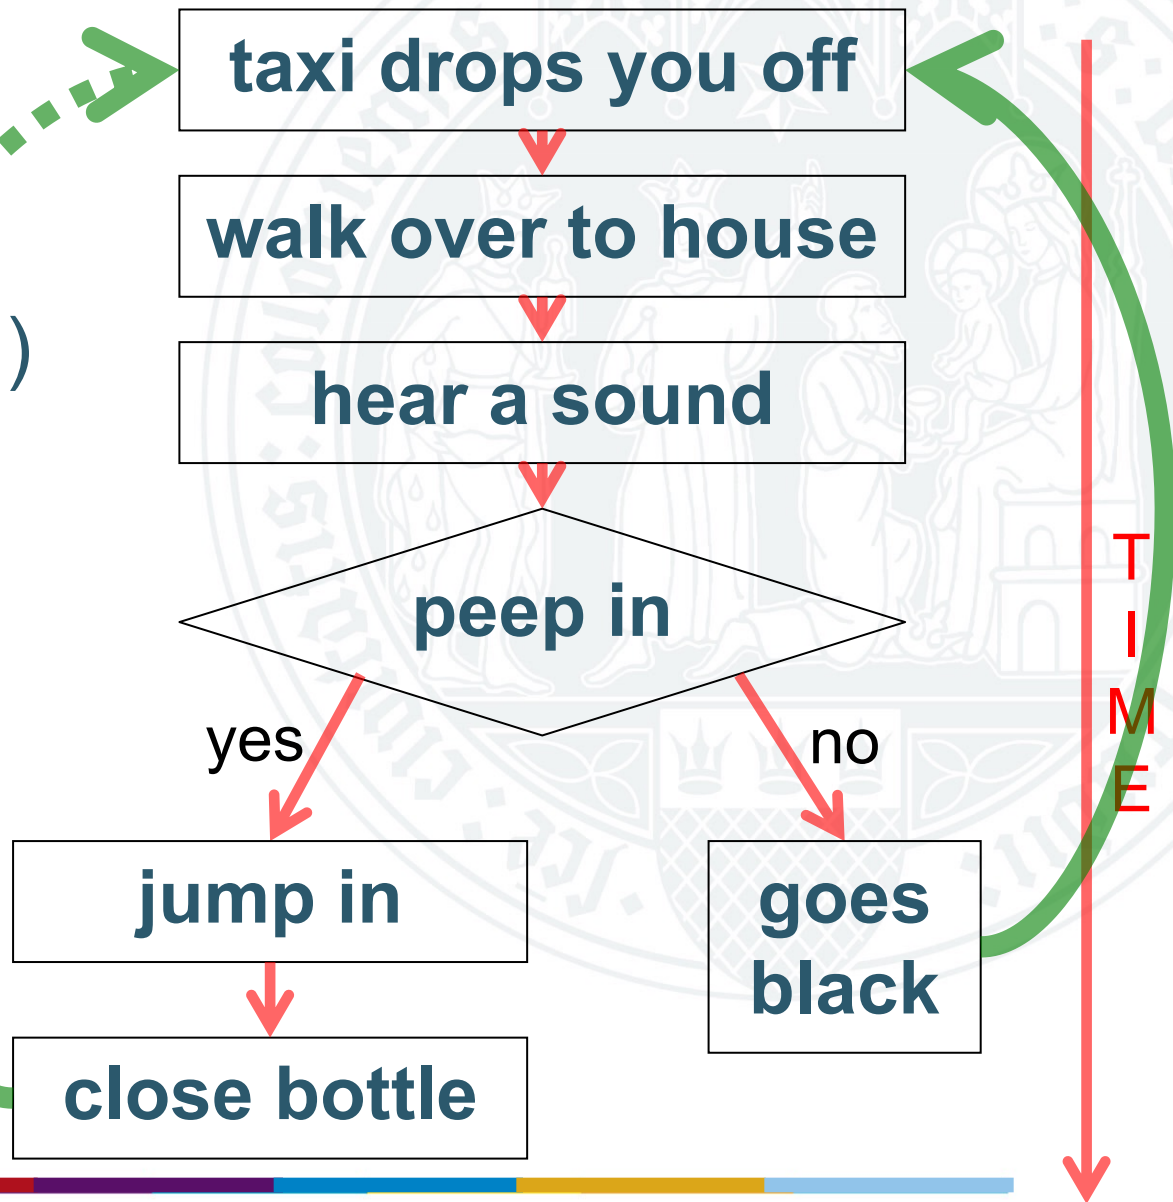 taxi drops you off
walk over to house
)
hear a sound
peep in
yes
no
T
I
M
E
jump in
goes
black
close bottle